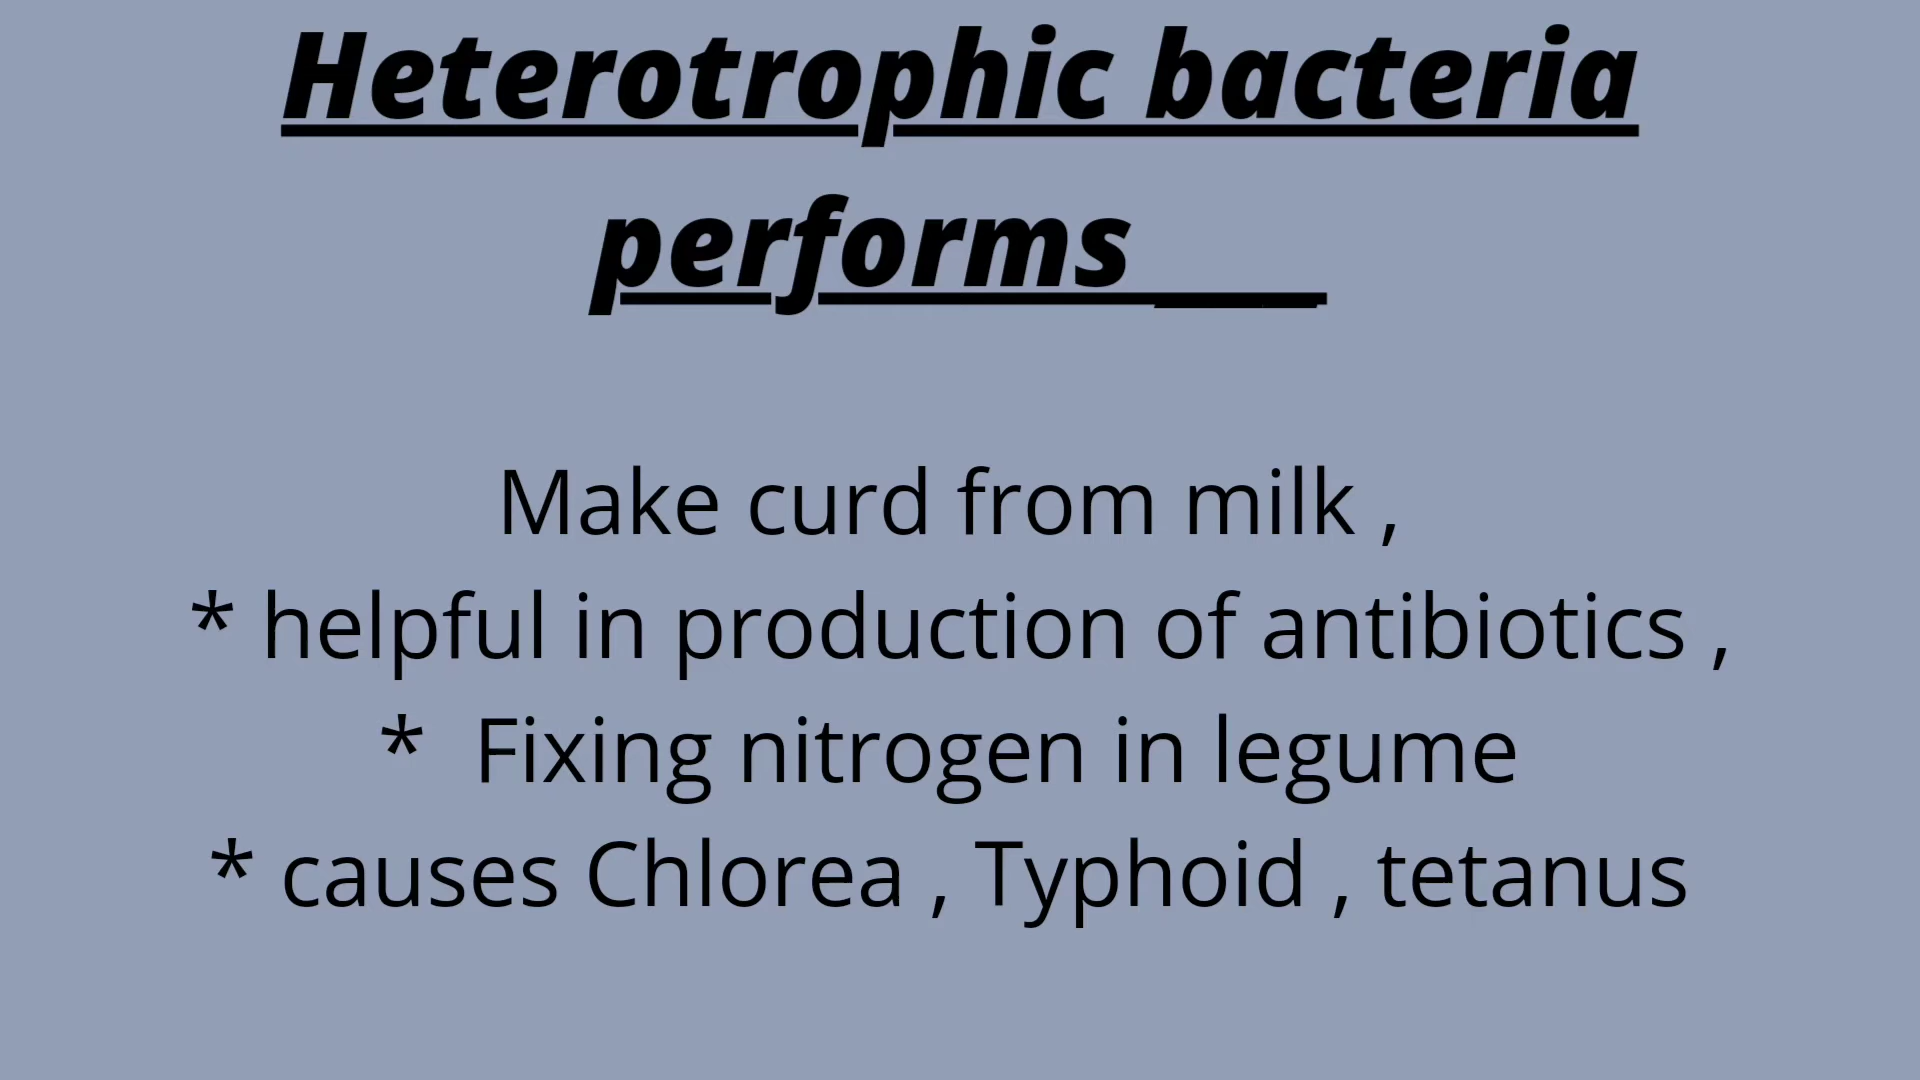 Heterotrophic bacteria
performs ___
Make curd from milk ,
* helpful in production of antibiotics ,
* Fixing nitrogen in legume
* causes Chlorea , Typhoid , tetanus